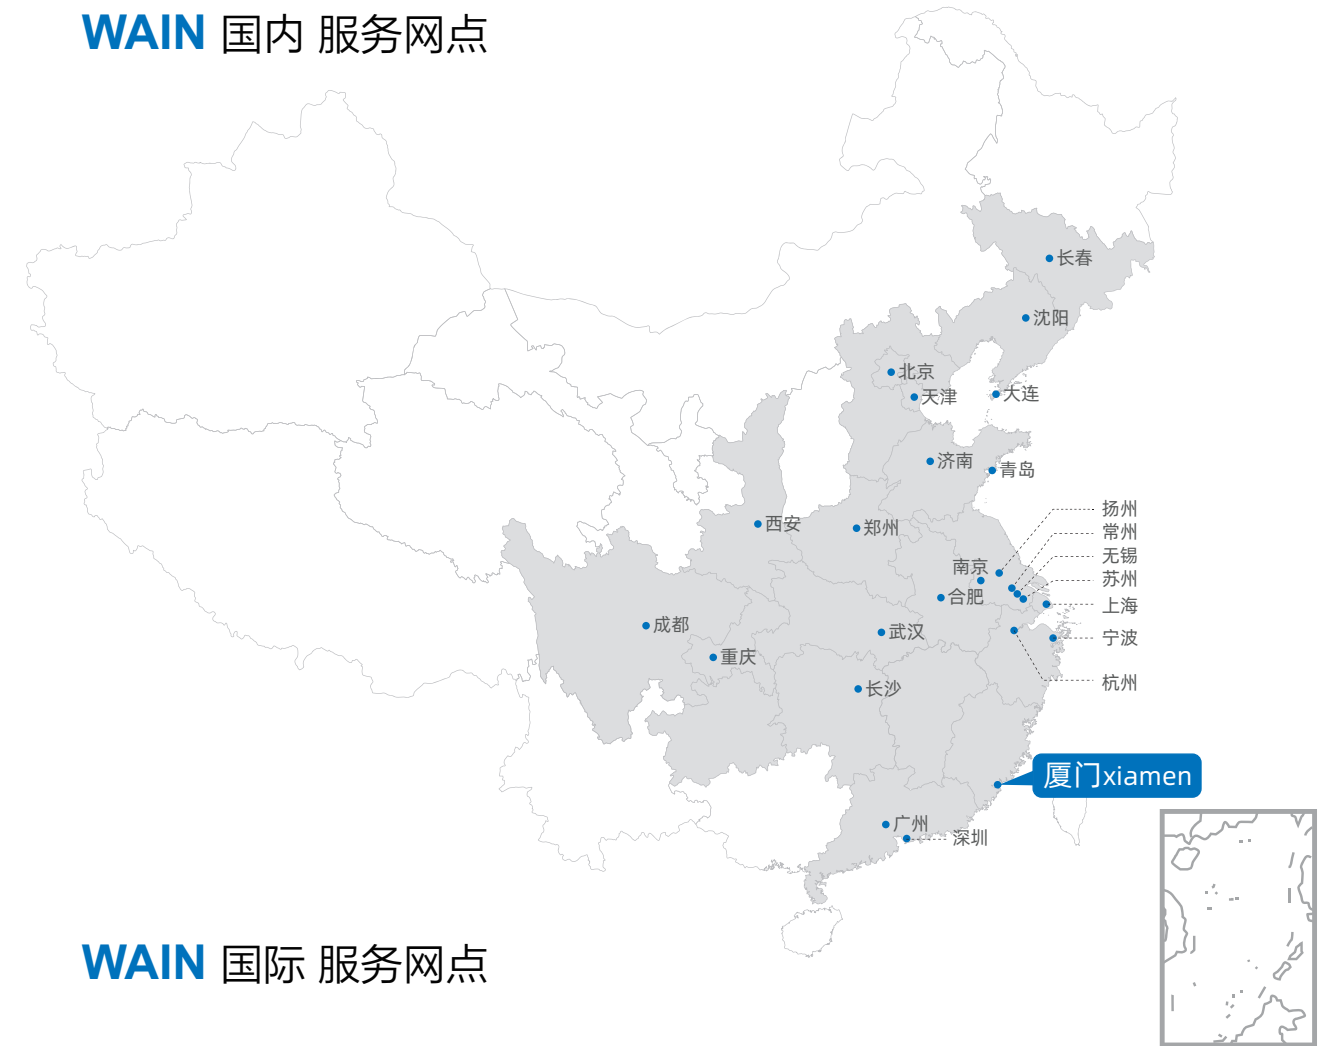 WAIN 国内 服务网点
长春
沈阳
北京
天津
大连
济南
青岛
扬州
西安
郑州
常州
无锡
南京
苏州
合肥
上海
成都
武汉
宁波
重庆
杭州
长沙
厦门xiamen
广州
深圳
WAIN 国际 服务网点